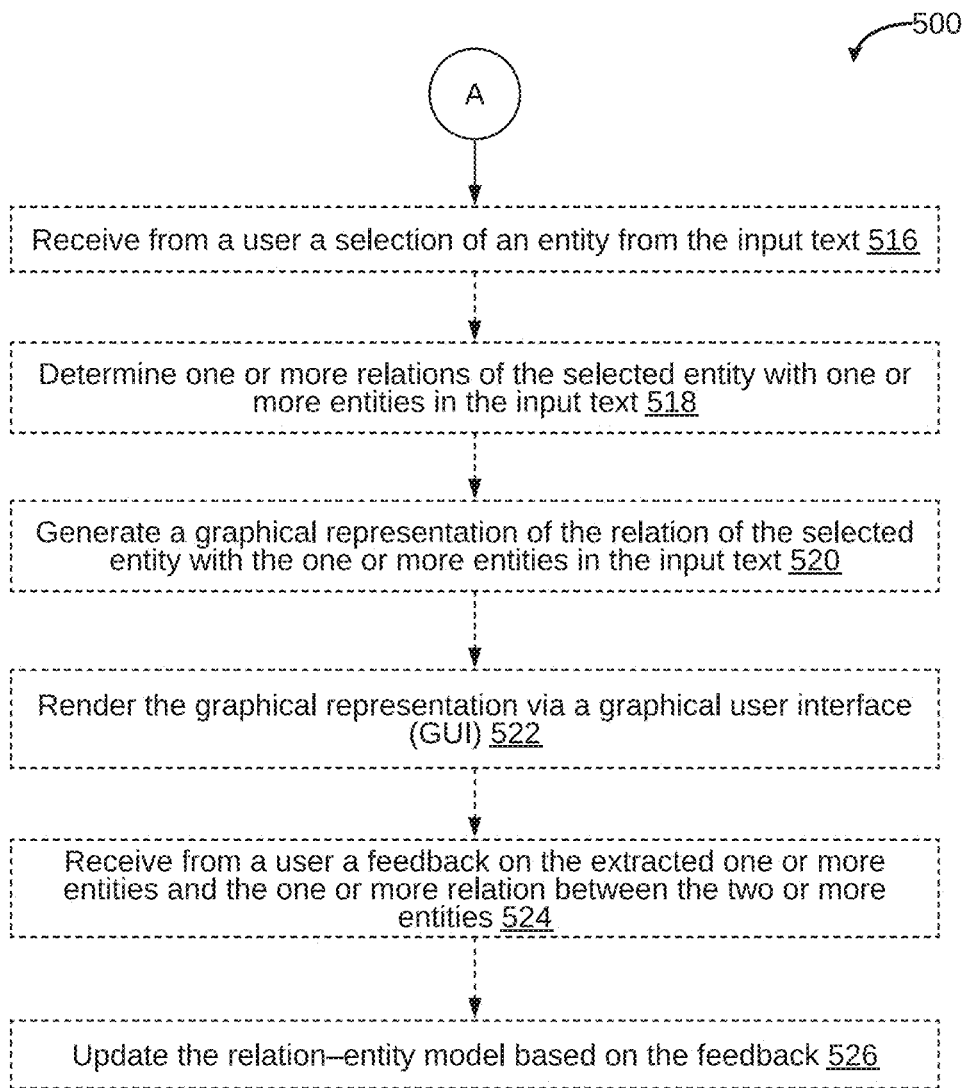 500
A
Receive from a user a selection of an entity from the input text 516
Determine one or more relations of the selected entity with one or
more entities in the input text 518
Generate a graphical representation of the relation of the selected
entity with the one or more entities in the input text 520
Render the graphical representation via a graphical user interface
(GUI) 522
Receive from a user a feedback on the extracted one or more
entities and the one or more relation between the two or more
entities 524
Update the relation–entity model based on the feedback 526